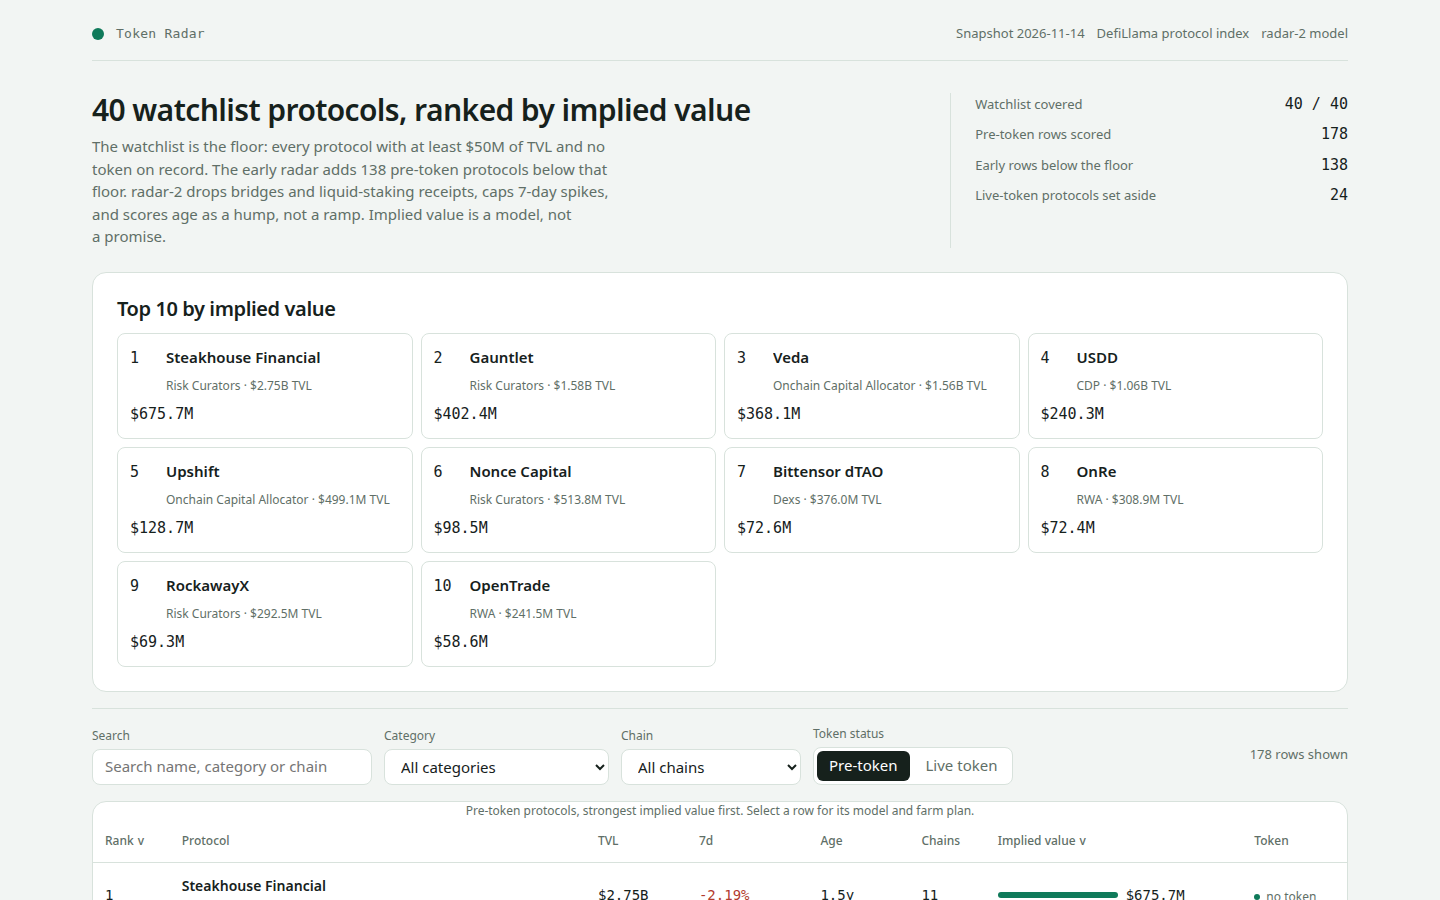 Token Radar
Snapshot 2026-11-14 DefiLlama protocol index radar-2 model
40 watchlist protocols, ranked by implied value
The watchlist is the floor: every protocol with at least $50M of TVL and no
token on record. The early radar adds 138 pre-token protocols below that
floor. radar-2 drops bridges and liquid-staking receipts, caps 7-day spikes,
and scores age as a hump, not a ramp. Implied value is a model, not
a promise.
Watchlist covered 40 / 40
Pre-token rows scored 178
Early rows below the floor 138
Live-token protocols set aside 24
Top 10 by implied value
1 Steakhouse Financial
Risk Curators · $2.75B TVL
$675.7M
2 Gauntlet
Risk Curators · $1.58B TVL
$402.4M
3 Veda
Onchain Capital Allocator · $1.56B TVL
$368.1M
4 USDD
CDP · $1.06B TVL
$240.3M
5 Upshift
Onchain Capital Allocator · $499.1M TVL
$128.7M
6 Nonce Capital
Risk Curators · $513.8M TVL
$98.5M
7 Bittensor dTAO
Dexs · $376.0M TVL
$72.6M
8 OnRe
RWA · $308.9M TVL
$72.4M
9 RockawayX
Risk Curators · $292.5M TVL
$69.3M
10 OpenTrade
RWA · $241.5M TVL
$58.6M
Search
Search name, category or chain
Category
All categories
Chain
All chains
Token status
Pre-token Live token
178 rows shown
Pre-token protocols, strongest implied value first. Select a row for its model and farm plan.
Rank v Protocol TVL 7d Age Chains Implied value v Token
1 Steakhouse Financial $2.75B -2.19% 1.5y 11 $675.7M no token